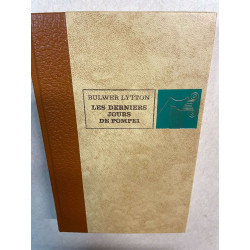 BULWER LYTTON
LES DERNIERS
JOURS
DE POMPEI